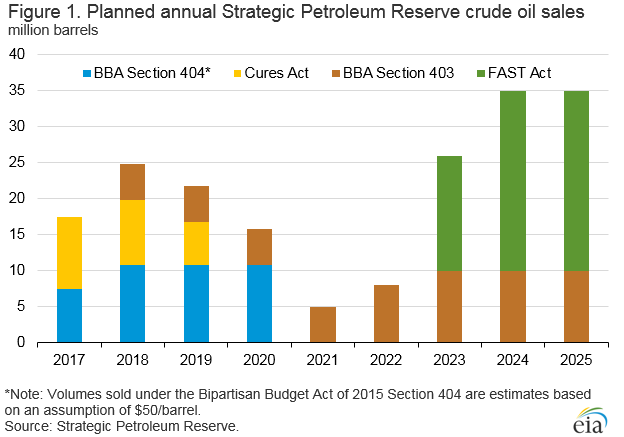 Figure 1. Planned annual Strategic Petroleum Reserve crude oil sales
million barrels
40
BBA Section 404* Cures Act BBA Section 403 FAST Act
35
30
25
20
15
10
5
0
2017 2018 2019 2020 2021 2022 2023 2024 2025
*Note: Volumes sold under the Bipartisan Budget Act of 2015 Section 404 are estimates based
on an assumption of $50/barrel.
Source: Strategic Petroleum Reserve.
eia